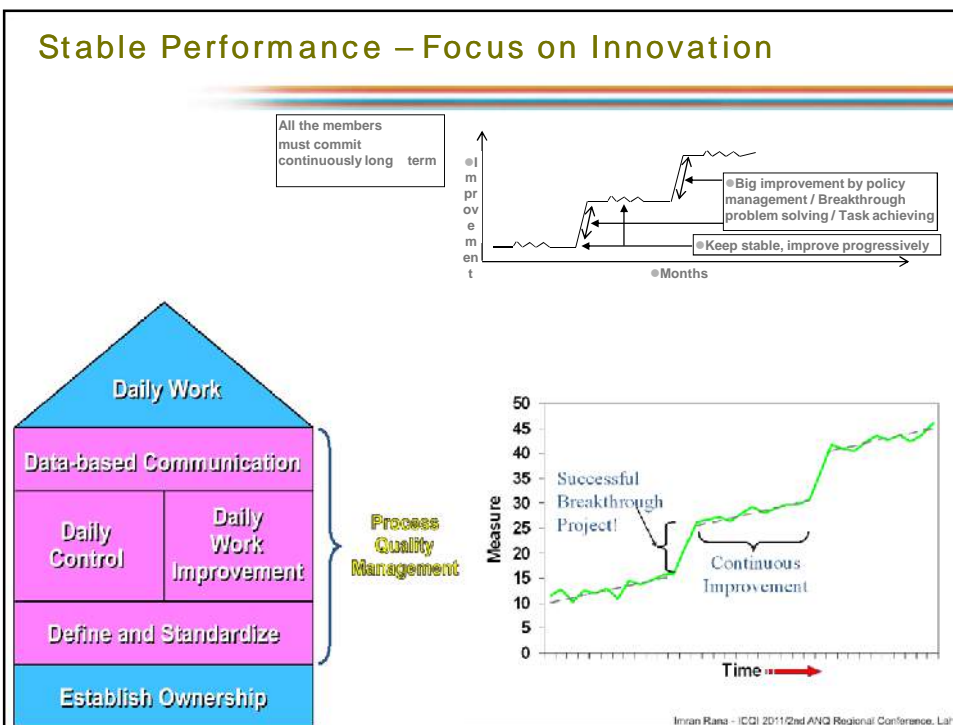 Stable Performance – Focus on Innovation
All the members
must commit
continuously long term
●I
m
pr
ov
e
m
en
t
●Big improvement by policy
management / Breakthrough
problem solving / Task achieving
●Keep stable, improve progressively
●Months
Daily Work
Data-based Communication
Daily
Control
Daily
Work
Improvement
Define and Standardize
Establish Ownership
Process
Quality
Management
50
45
40
35
30
25
20
15
10
5
0
Measure
Successful
Breakthrough
Project!
Continuous
Improvement
Time
Imran Rana - ICQI 2011/2nd ANQ Regional Conference, Lah